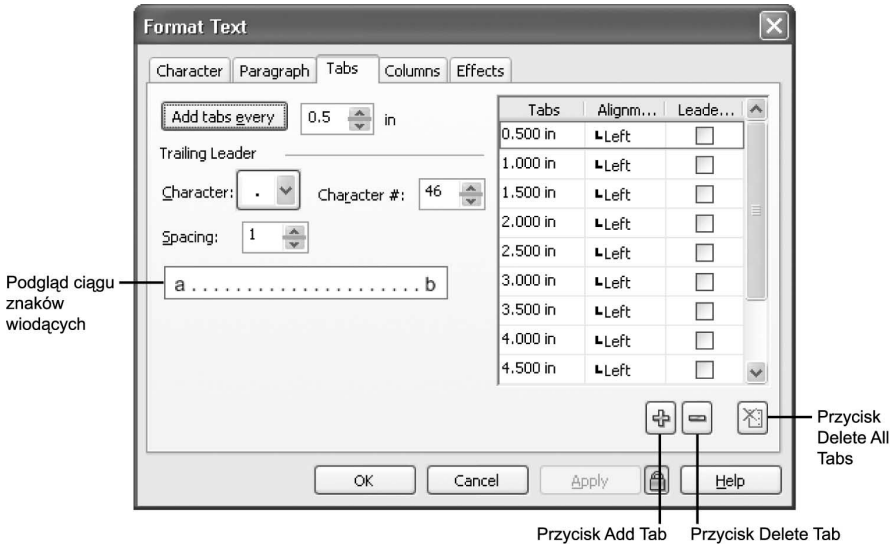 Format Text
Character Paragraph Tabs Columns Effects
Add tabs every 0.5 in
Trailing Leader
Character: . Character #: 46
Spacing: 1
a . . . . . . . . . . . . . . . . . . . . . b
Tabs Alignm... Leade...
0.500 in Left
1.000 in Left
1.500 in Left
2.000 in Left
2.500 in Left
3.000 in Left
3.500 in Left
4.000 in Left
4.500 in Left
Podgląd ciągu
znaków
wiodących
Przycisk
Delete All
Tabs
OK Cancel Apply Help
Przycisk Add Tab Przycisk Delete Tab